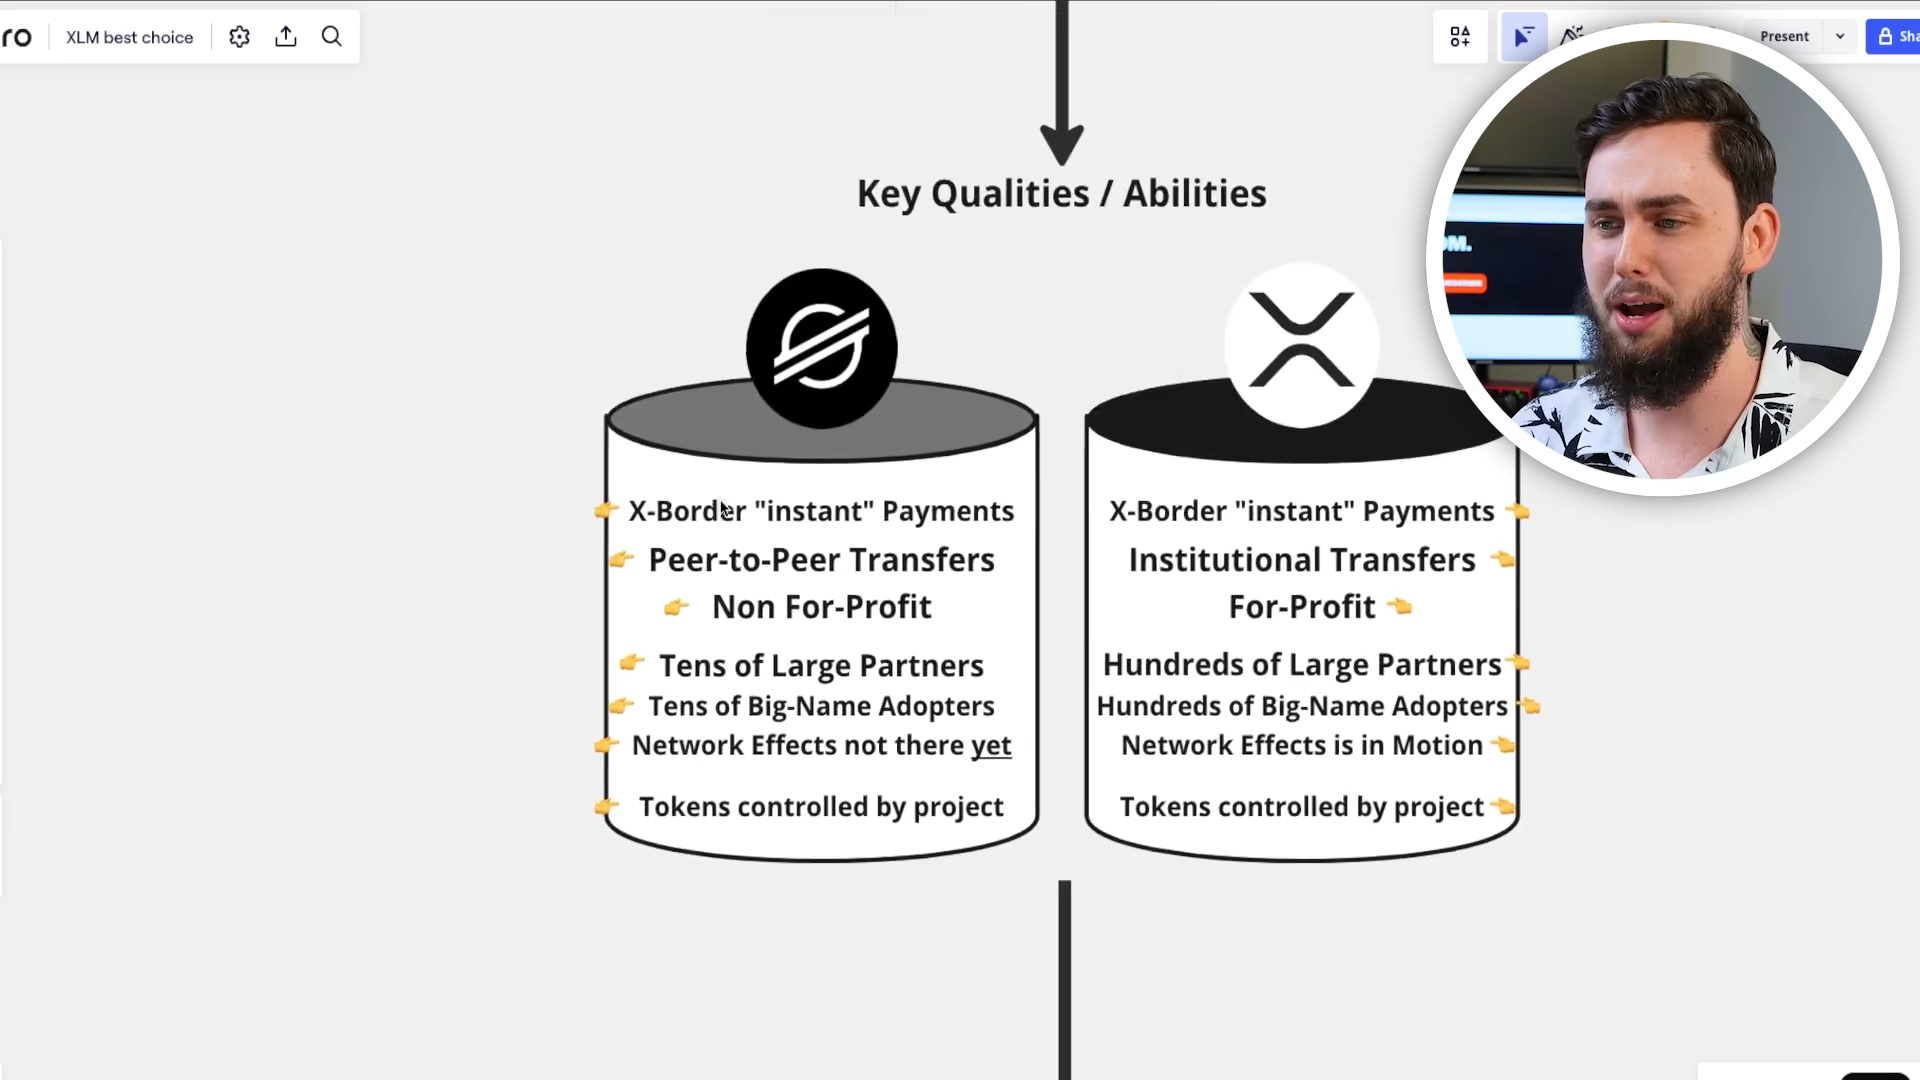 ro
XLM best choice
Present
Sha
OM.
Key Qualities / Abilities
X-Border "instant" Payments
Peer-to-Peer Transfers
Non For-Profit
Tens of Large Partners
Tens of Big-Name Adopters
Network Effects not there yet
Tokens controlled by project
X-Border "instant" Payments
Institutional Transfers
For-Profit
Hundreds of Large Partners
Hundreds of Big-Name Adopters
Network Effects is in Motion
Tokens controlled by project